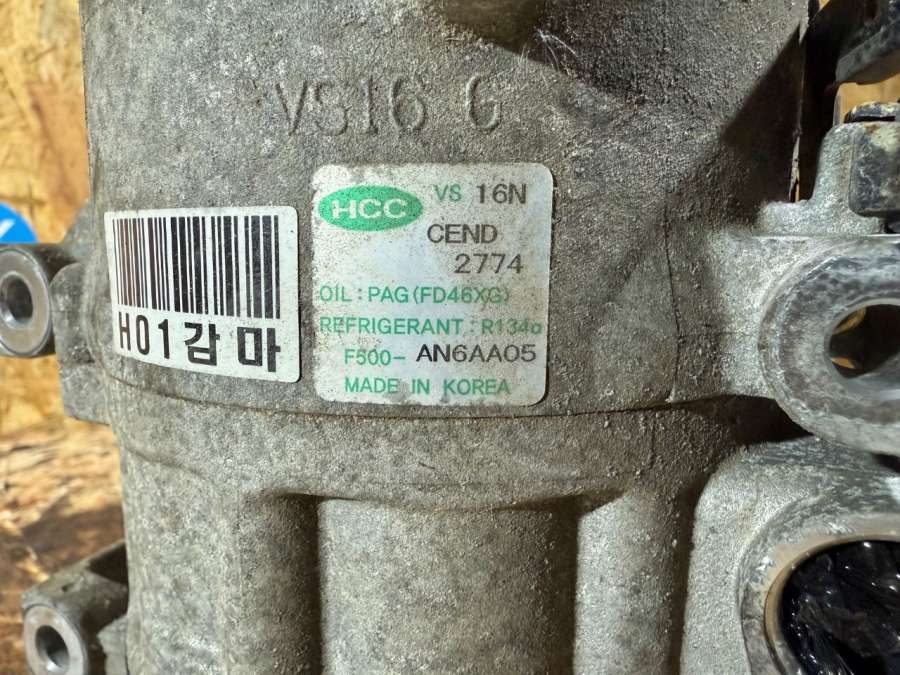 VS16 G
HCC VS 16N
CEND
2774
OIL : PAG (FD46XG)
REFRIGERANT : R134a
F500- AN6AA05
MADE IN KOREA
H01감마